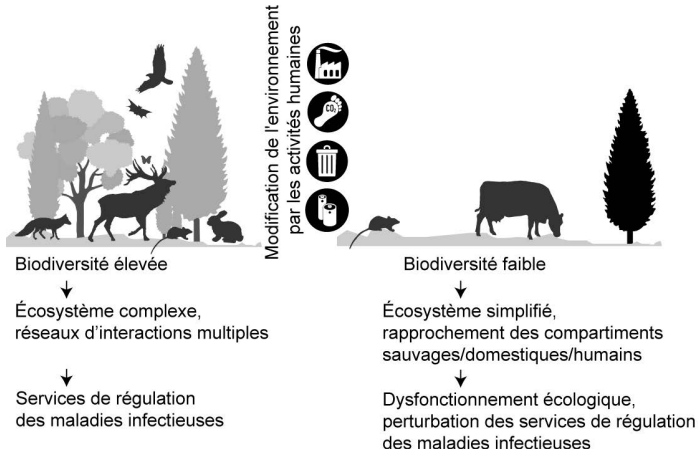 Modification de l'environnement
par les activités humaines
CO₂
Biodiversité élevée
Écosystème complexe,
réseaux d'interactions multiples
Services de régulation
des maladies infectieuses
Biodiversité faible
Écosystème simplifié,
rapprochement des compartiments
sauvages/domestiques/humains
Dysfonctionnement écologique,
perturbation des services de régulation
des maladies infectieuses